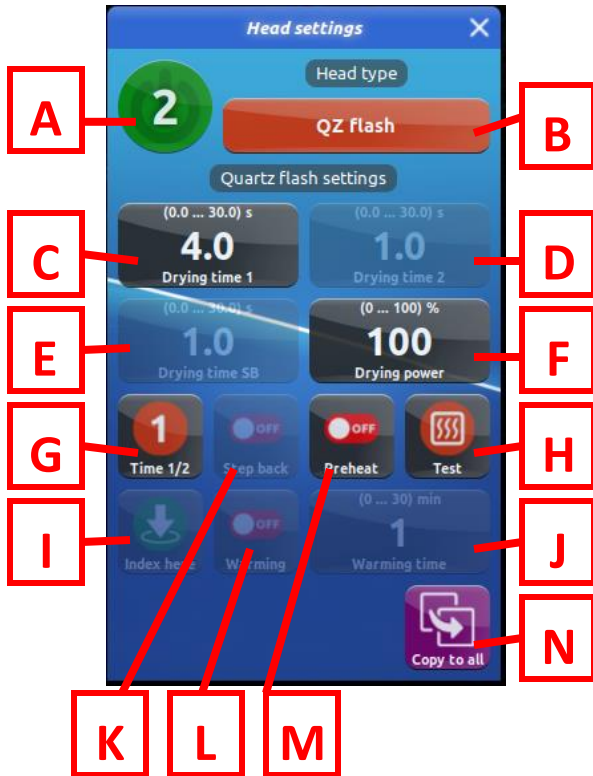 Head settings
A
2
Head type
QZ flash
B
Quartz flash settings
C
(0.0 ... 30.0) s
4.0
Drying time 1
(0.0 ... 30.0) s
1.0
Drying time 2
D
E
(0.0 ... 30.0) s
1.0
Drying time SB
(0 ... 100) %
100
Drying power
F
G
1
Time 1/2
OFF
Step back
OFF
Preheat
Test
H
I
Index here
OFF
Warming
(0 ... 30) min
1
Warming time
J
Copy to all
N
K
L
M